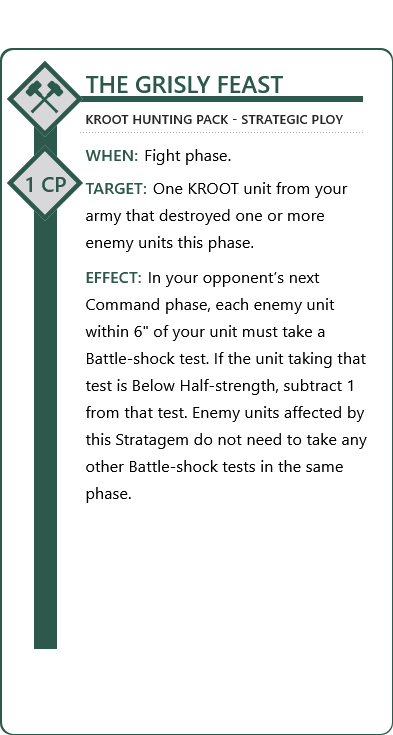 THE GRISLY FEAST
KROOT HUNTING PACK - STRATEGIC PLOY
WHEN: Fight phase.
1 CP
TARGET: One KROOT unit from your
army that destroyed one or more
enemy units this phase.
EFFECT: In your opponent’s next
Command phase, each enemy unit
within 6" of your unit must take a
Battle-shock test. If the unit taking that
test is Below Half-strength, subtract 1
from that test. Enemy units affected by
this Stratagem do not need to take any
other Battle-shock tests in the same
phase.